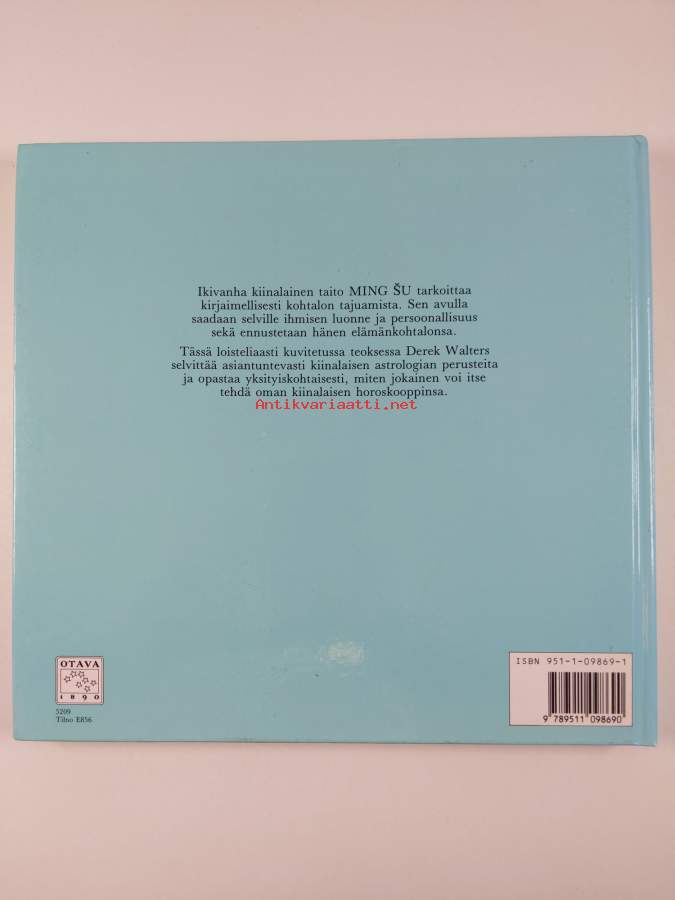 Ikivanha kiinalainen taito MING ŠU tarkoittaa
kirjaimellisesti kohtalon tajuamista. Sen avulla
saadaan selville ihmisen luonne ja persoonallisuus
sekä ennustetaan hänen elämänkohtalonsa.
Tässä loisteliaasti kuvitetussa teoksessa Derek Walters
selvittää asiantuntevasti kiinalaisen astrologian perusteita
ja opastaa yksityiskohtaisesti, miten jokainen voi itse
tehdä oman kiinalaisen horoskooppinsa.
Antikvariaatti.net
OTAVA
1890
5209
Tilno E856
ISBN 951-1-09869-1
9 789511 098690